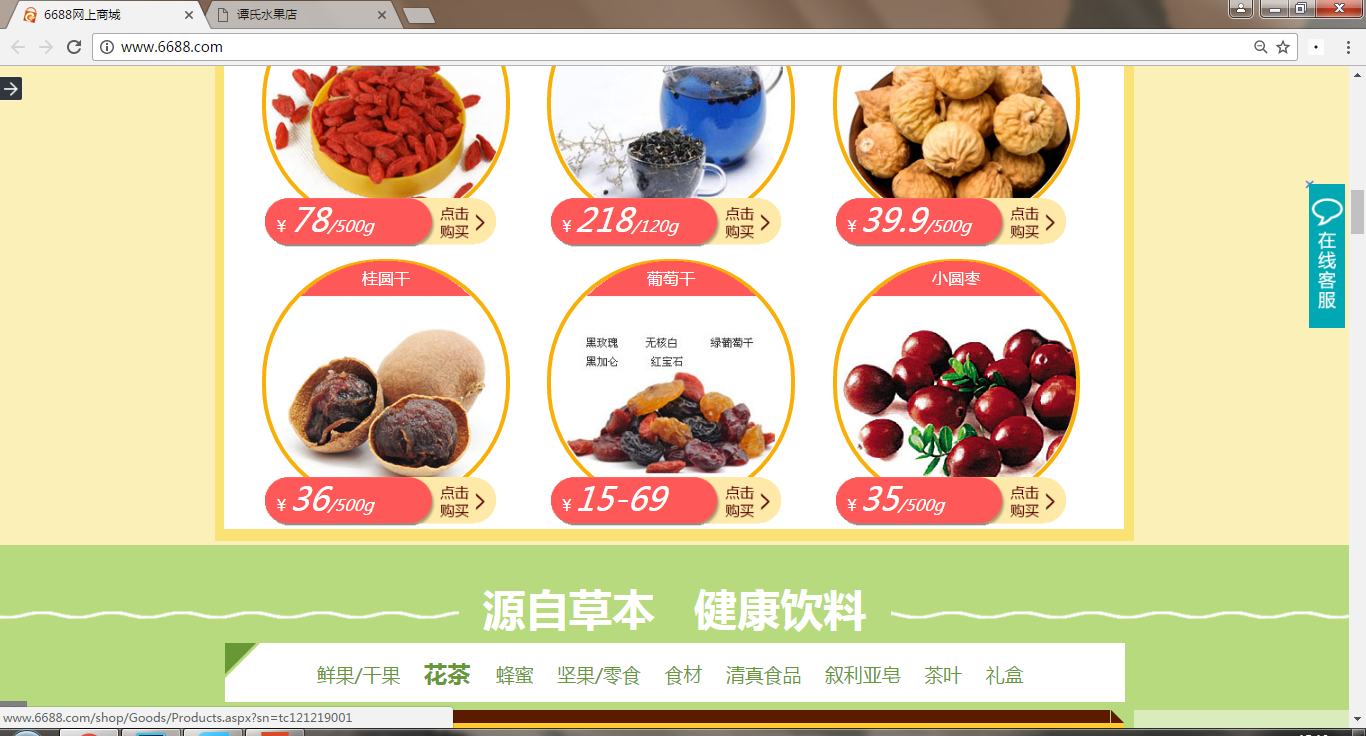 6688网上商城
谭氏水果店
www.6688.com
¥ 78/500g
点击
购买
¥ 218/120g
点击
购买
¥ 39.9/500g
点击
购买
桂圆干
葡萄干
小圆枣
黑玫瑰 无核白 绿葡萄干
黑加仑 红宝石
¥ 36/500g
点击
购买
¥ 15-69
点击
购买
¥ 35/500g
点击
购买
在线客服
源自草本 健康饮料
鲜果/干果 花茶 蜂蜜 坚果/零食 食材 清真食品 叙利亚皂 茶叶 礼盒
www.6688.com/shop/Goods/Products.aspx?sn=tc121219001